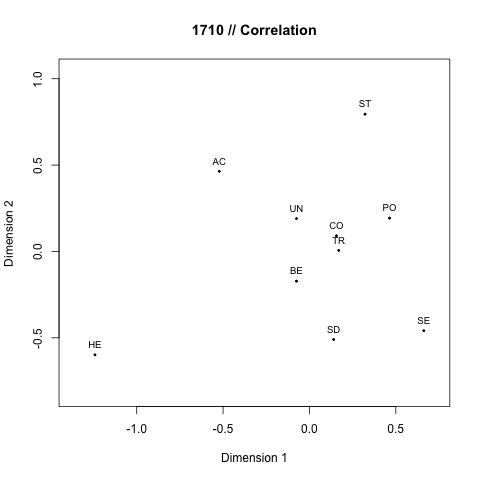 1710 // Correlation
1.0
0.5
0.0
-0.5
Dimension 2
ST
AC
UN
PO
CO
TR
BE
SE
SD
HE
-1.0 -0.5 0.0 0.5
Dimension 1